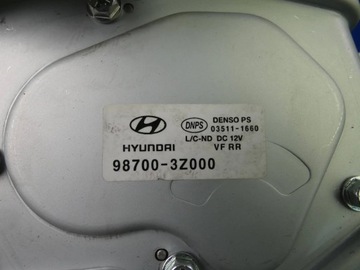 DNPS
DENSO PS
03511-1660
L/C-ND DC 12V
HYUNDAI
VF RR
98700-3Z000